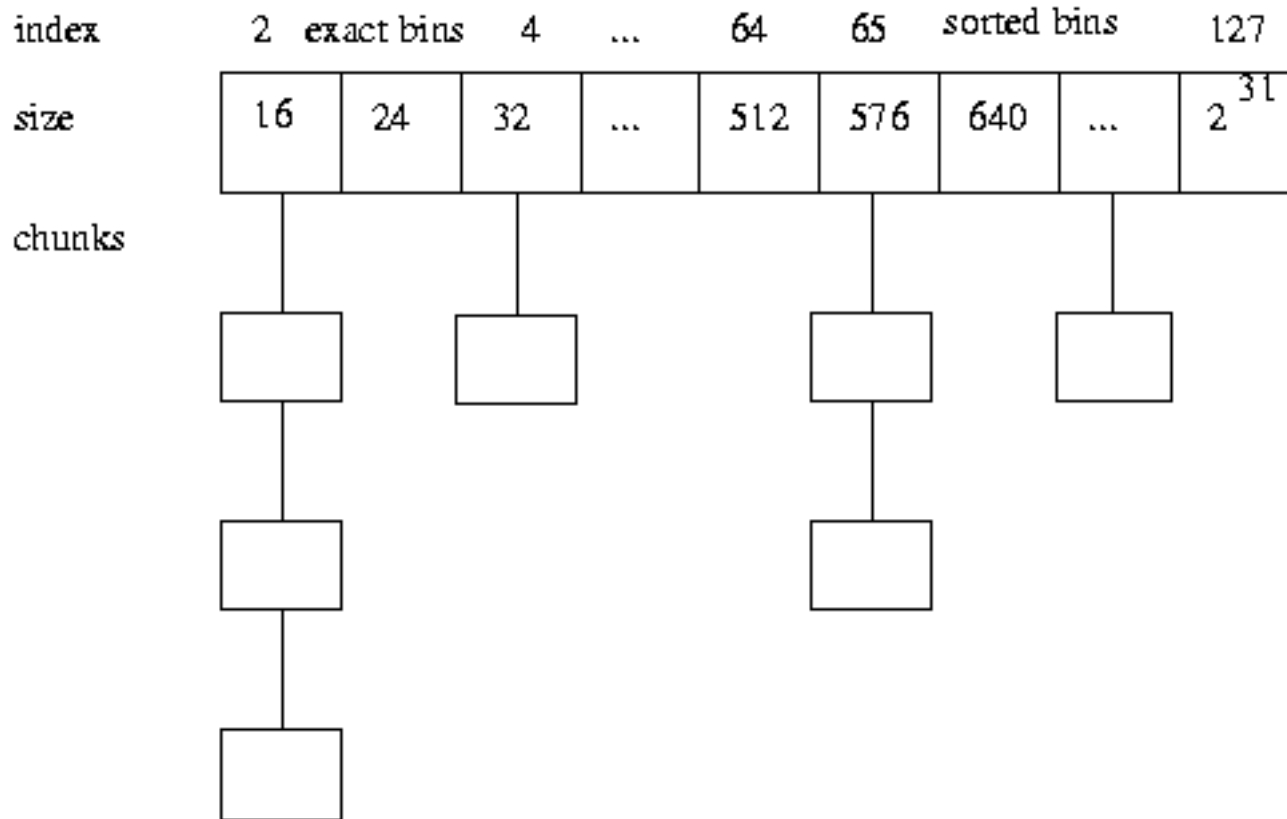 index 2 exact bins 4 ... 64 65 sorted bins 127
size 16 24 32 ... 512 576 640 ... 2^31
chunks